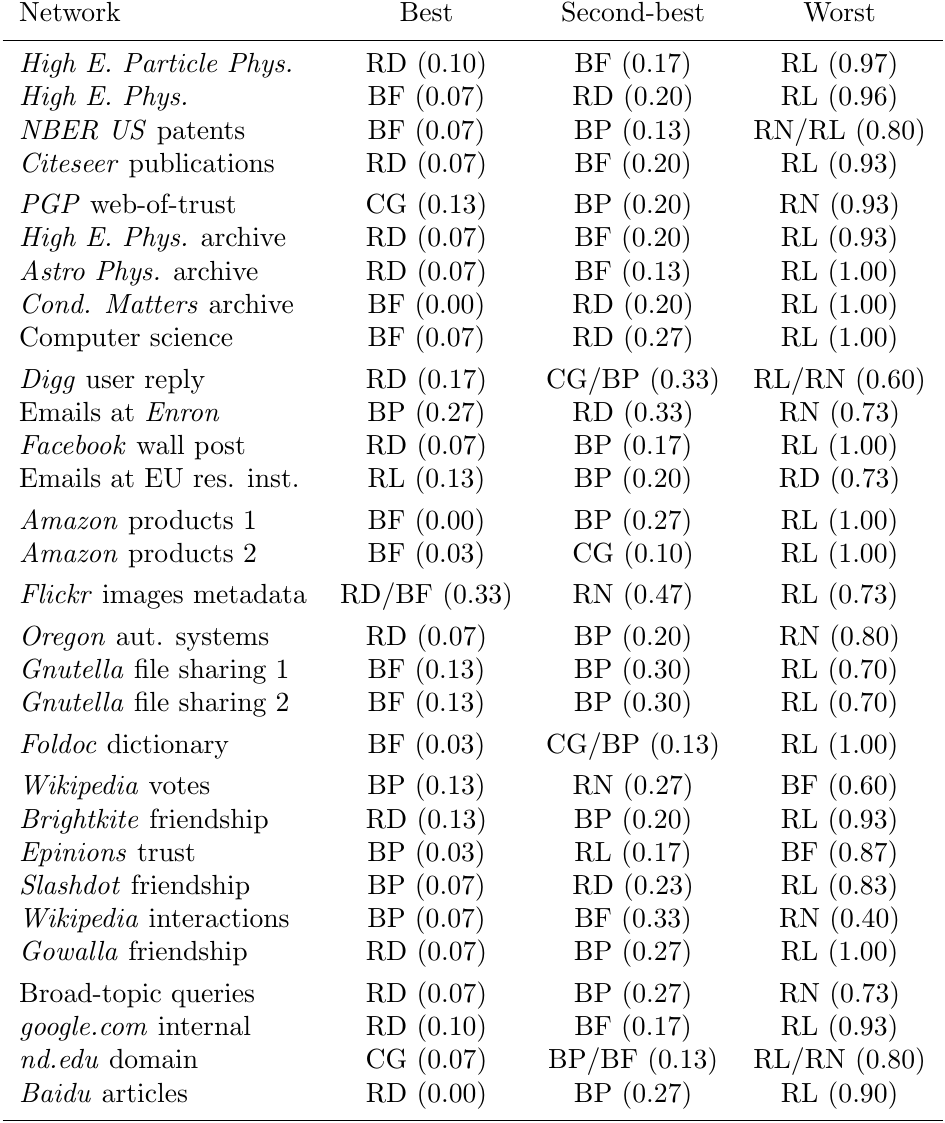 Network Best Second-best Worst
High E. Particle Phys. RD (0.10) BF (0.17) RL (0.97)
High E. Phys. BF (0.07) RD (0.20) RL (0.96)
NBER US patents BF (0.07) BP (0.13) RN/RL (0.80)
Citeseer publications RD (0.07) BF (0.20) RL (0.93)
PGP web-of-trust CG (0.13) BP (0.20) RN (0.93)
High E. Phys. archive RD (0.07) BF (0.20) RL (0.93)
Astro Phys. archive RD (0.07) BF (0.13) RL (1.00)
Cond. Matters archive BF (0.00) RD (0.20) RL (1.00)
Computer science BF (0.07) RD (0.27) RL (1.00)
Digg user reply RD (0.17) CG/BP (0.33) RL/RN (0.60)
Emails at Enron BP (0.27) RD (0.33) RN (0.73)
Facebook wall post RD (0.07) BP (0.17) RL (1.00)
Emails at EU res. inst. RL (0.13) BP (0.20) RD (0.73)
Amazon products 1 BF (0.00) BP (0.27) RL (1.00)
Amazon products 2 BF (0.03) CG (0.10) RL (1.00)
Flickr images metadata RD/BF (0.33) RN (0.47) RL (0.73)
Oregon aut. systems RD (0.07) BP (0.20) RN (0.80)
Gnutella file sharing 1 BF (0.13) BP (0.30) RL (0.70)
Gnutella file sharing 2 BF (0.13) BP (0.30) RL (0.70)
Foldoc dictionary BF (0.03) CG/BP (0.13) RL (1.00)
Wikipedia votes BP (0.13) RN (0.27) BF (0.60)
Brightkite friendship RD (0.13) BP (0.20) RL (0.93)
Epinions trust BP (0.03) RL (0.17) BF (0.87)
Slashdot friendship BP (0.07) RD (0.23) RL (0.83)
Wikipedia interactions BP (0.07) BF (0.33) RN (0.40)
Gowalla friendship RD (0.07) BP (0.27) RL (1.00)
Broad-topic queries RD (0.07) BP (0.27) RN (0.73)
google.com internal RD (0.10) BF (0.17) RL (0.93)
nd.edu domain CG (0.07) BP/BF (0.13) RL/RN (0.80)
Baidu articles RD (0.00) BP (0.27) RL (0.90)